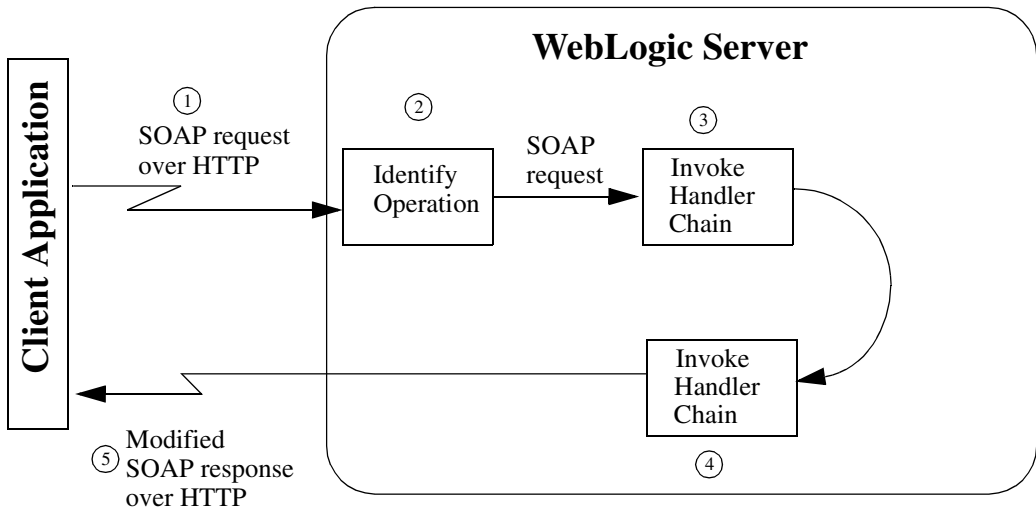 WebLogic Server
Client Application
1
SOAP request
over HTTP
2
Identify
Operation
SOAP
request
3
Invoke
Handler
Chain
Invoke
Handler
Chain
4
5
Modified
SOAP response
over HTTP